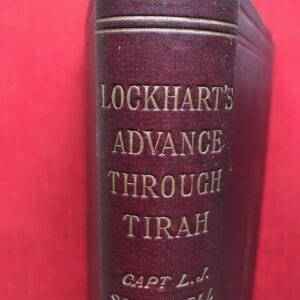 LOCKHART'S
ADVANCE
THROUGH
TIRAH
CAPT L.J.